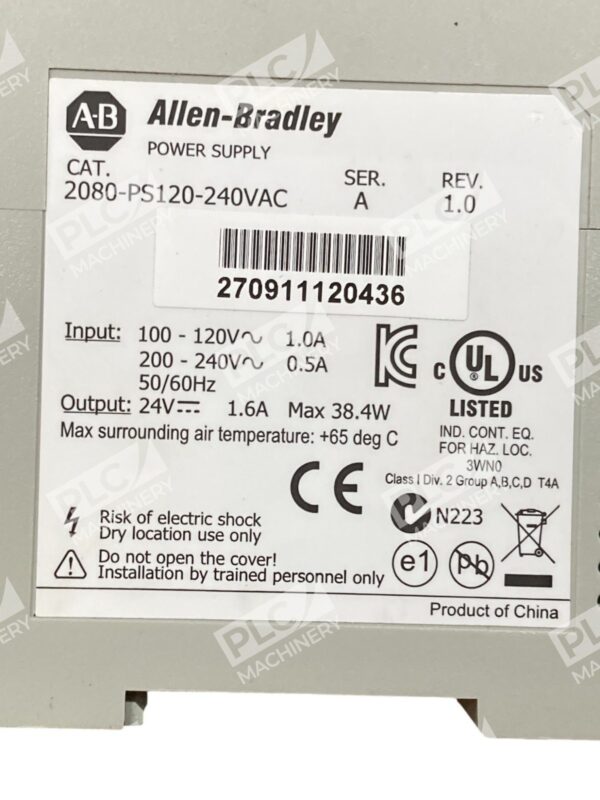 A-B Allen-Bradley
POWER SUPPLY
CAT. SER. REV.
2080-PS120-240VAC A 1.0
270911120436
Input: 100 - 120V∿ 1.0A
200 - 240V∿ 0.5A
50/60Hz
Output: 24V⎓ 1.6A Max 38.4W
Max surrounding air temperature: +65 deg C
KC
C UL US
LISTED
IND. CONT. EQ.
FOR HAZ. LOC.
3WN0
Class I Div. 2 Group A,B,C,D T4A
CE
N223
Risk of electric shock
Dry location use only
Do not open the cover!
Installation by trained personnel only
e1
Pb
Product of China
PLC MACHINERY